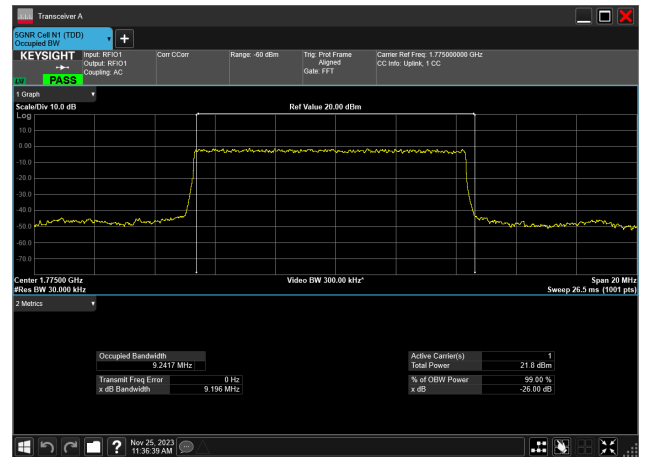 Transceiver A
5GNR Cell N1 (TDD)
Occupied BW
KEYSIGHT
LXI
PASS
Input: RFIO1
Output: RFIO1
Coupling: AC
Corr CCorr
Range: -60 dBm
Trig: Prot Frame
Aligned
Gate: FFT
Carrier Ref Freq: 1.775000000 GHz
CC Info: Uplink, 1 CC
1 Graph
Scale/Div 10.0 dB
Ref Value 20.00 dBm
Log
10.0
0.00
-10.0
-20.0
-30.0
-40.0
-50.0
-60.0
-70.0
Center 1.77500 GHz
Video BW 300.00 kHz*
Span 20 MHz
#Res BW 30.000 kHz
Sweep 26.5 ms (1001 pts)
2 Metrics
Occupied Bandwidth
9.2417 MHz
Active Carrier(s) 1
Total Power 21.8 dBm
Transmit Freq Error 0 Hz
x dB Bandwidth 9.196 MHz
% of OBW Power 99.00 %
x dB -26.00 dB
Nov 25, 2023
11:36:39 AM